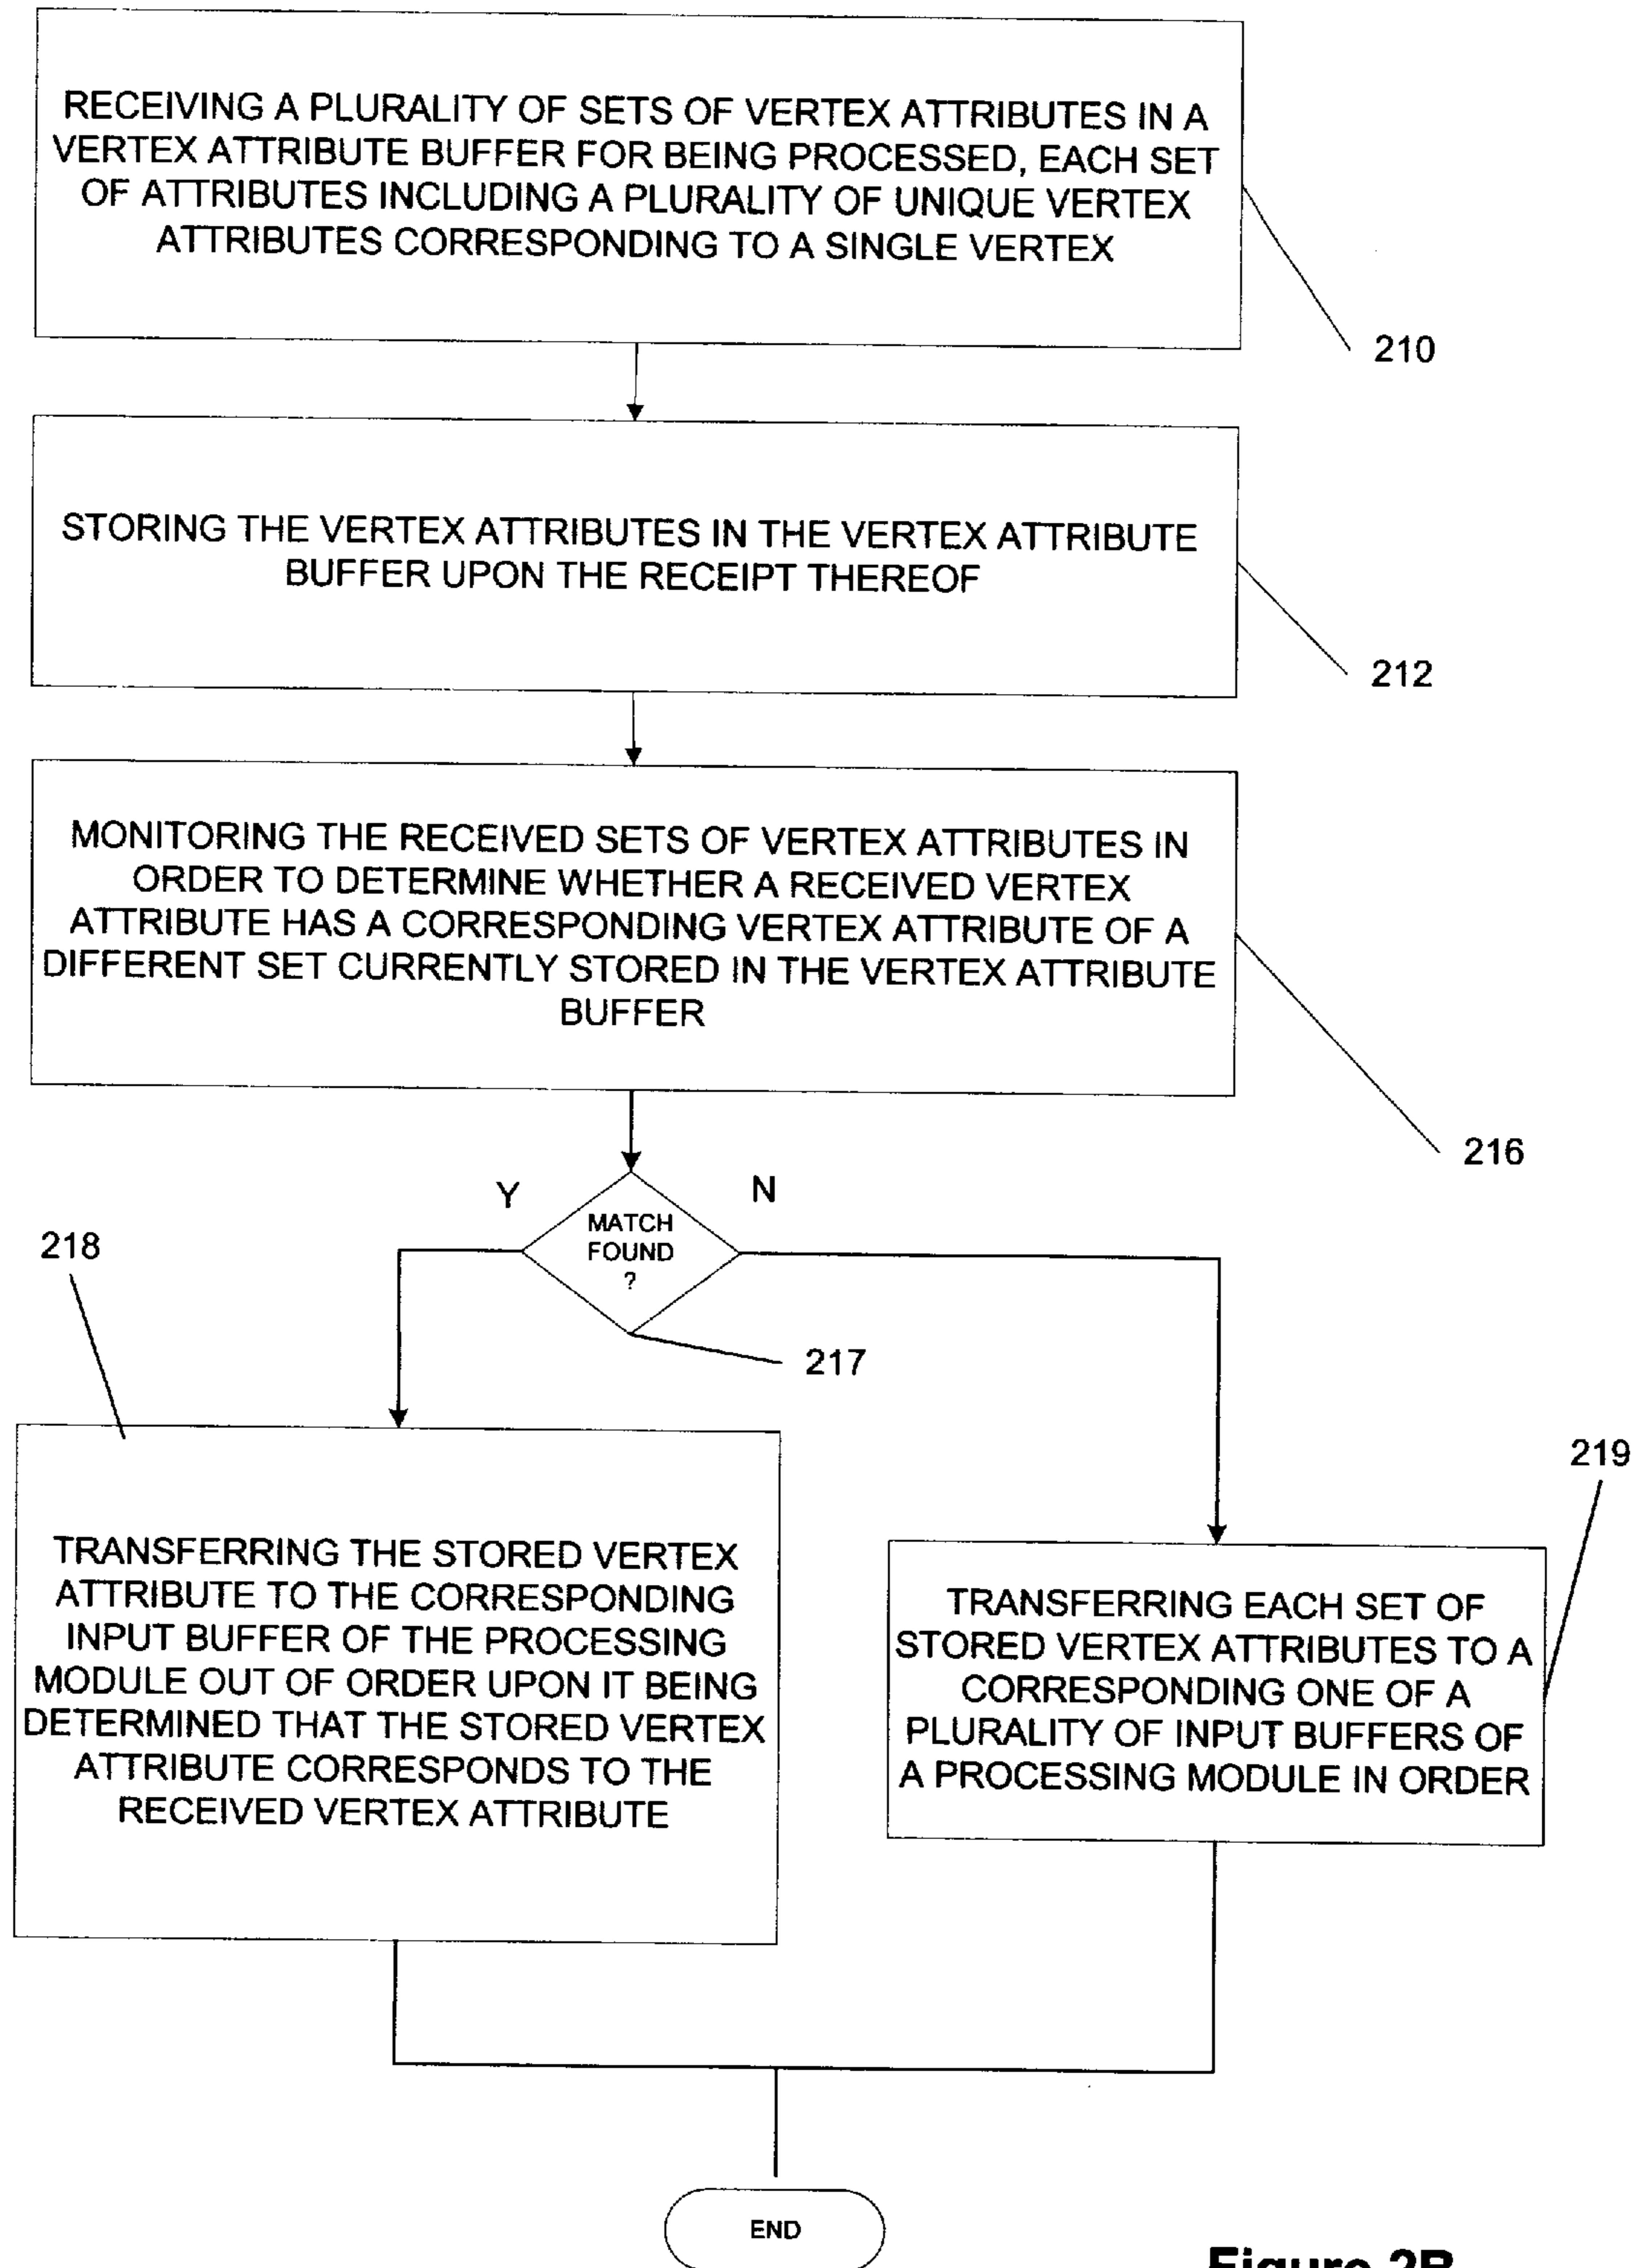 RECEIVING A PLURALITY OF SETS OF VERTEX ATTRIBUTES IN A
VERTEX ATTRIBUTE BUFFER FOR BEING PROCESSED, EACH SET
OF ATTRIBUTES INCLUDING A PLURALITY OF UNIQUE VERTEX
ATTRIBUTES CORRESPONDING TO A SINGLE VERTEX
210
STORING THE VERTEX ATTRIBUTES IN THE VERTEX ATTRIBUTE
BUFFER UPON THE RECEIPT THEREOF
212
MONITORING THE RECEIVED SETS OF VERTEX ATTRIBUTES IN
ORDER TO DETERMINE WHETHER A RECEIVED VERTEX
ATTRIBUTE HAS A CORRESPONDING VERTEX ATTRIBUTE OF A
DIFFERENT SET CURRENTLY STORED IN THE VERTEX ATTRIBUTE
BUFFER
216
Y
N
MATCH
FOUND
?
217
218
TRANSFERRING THE STORED VERTEX
ATTRIBUTE TO THE CORRESPONDING
INPUT BUFFER OF THE PROCESSING
MODULE OUT OF ORDER UPON IT BEING
DETERMINED THAT THE STORED VERTEX
ATTRIBUTE CORRESPONDS TO THE
RECEIVED VERTEX ATTRIBUTE
219
TRANSFERRING EACH SET OF
STORED VERTEX ATTRIBUTES TO A
CORRESPONDING ONE OF A
PLURALITY OF INPUT BUFFERS OF
A PROCESSING MODULE IN ORDER
END
Figure 2B